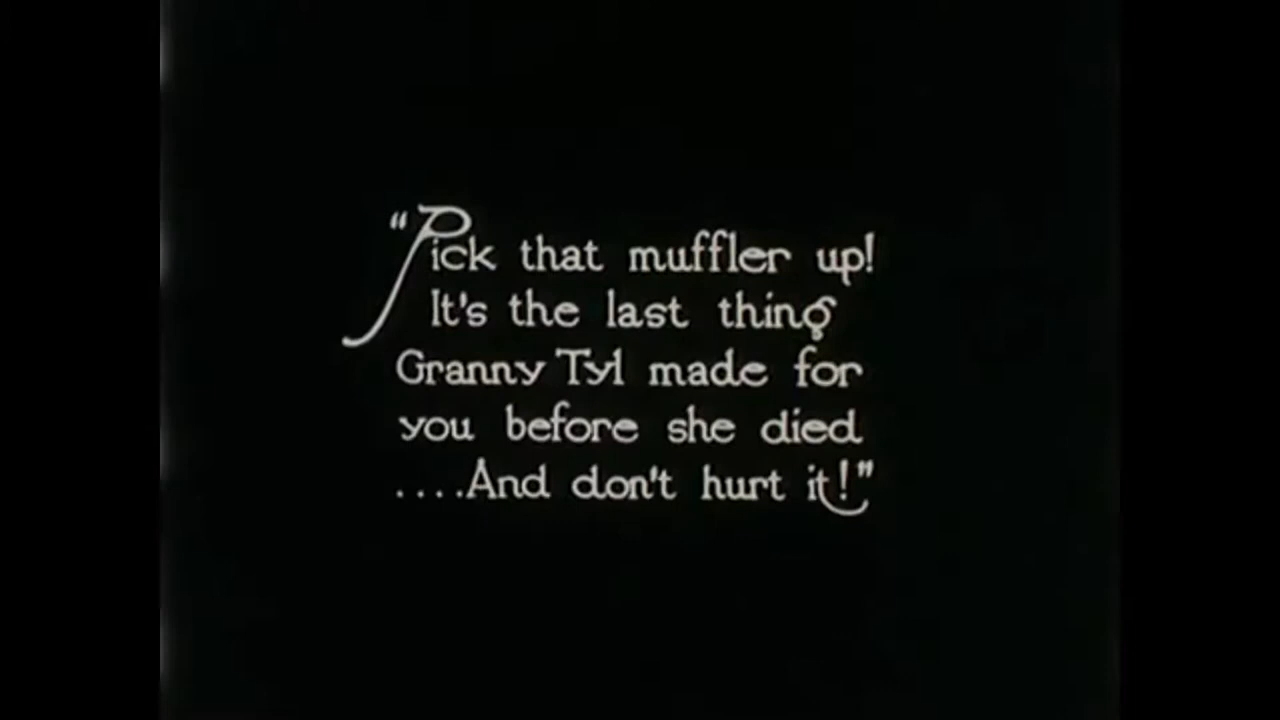 "Pick that muffler up!
It's the last thing
Granny Tyl made for
you before she died
....And don't hurt it!"